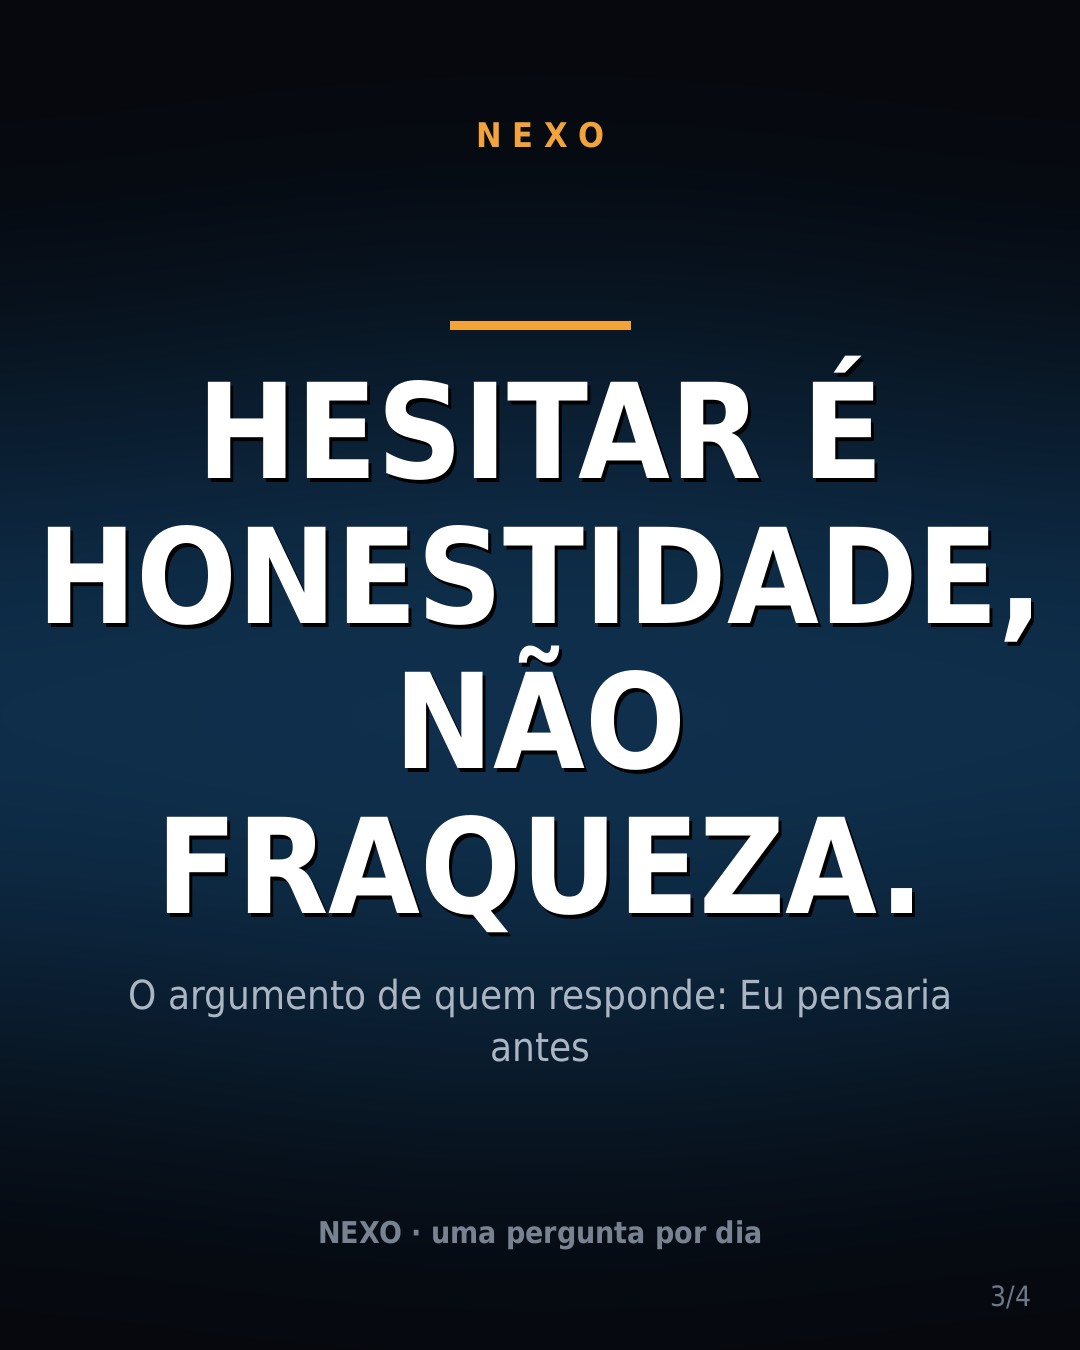 NEXO
HESITAR É
HONESTIDADE,
NÃO
FRAQUEZA.
O argumento de quem responde: Eu pensaria
antes
NEXO · uma pergunta por dia
3/4